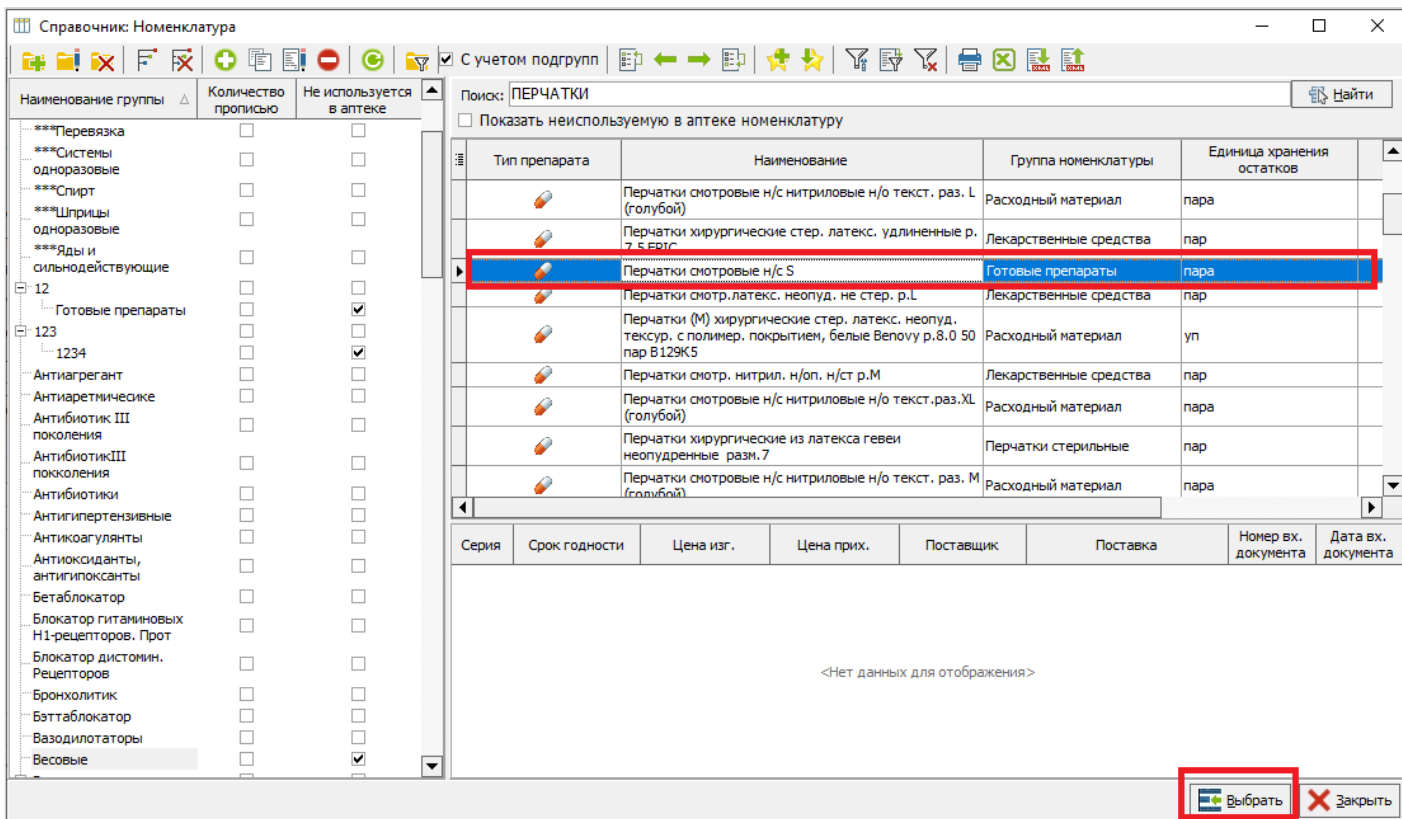 Справочник: Номенклатура
С учетом подгрупп
Наименование группы
Количество прописью
Не используется в аптеке
***Перевязка
***Системы
одноразовые
***Спирт
***Шприцы
одноразовые
***Яды и
сильнодействующие
12
Готовые препараты
123
1234
Антиагрегант
Антиаретмичесике
Антибиотик III
поколения
АнтибиотикIII
покколения
Антибиотики
Антигипертензивные
Антикоагулянты
Антиоксиданты,
антигипоксанты
Бетаблокатор
Блокатор гитаминовых
H1-рецепторов. Прот
Блокатор дистомин.
Рецепторов
Бронхолитик
Бэттаблокатор
Вазодилотаторы
Весовые
Поиск: ПЕРЧАТКИ
Найти
Показать неиспользуемую в аптеке номенклатуру
Тип препарата
Наименование
Группа номенклатуры
Единица хранения
остатков
Перчатки смотровые н/с нитриловые н/о текст. раз. L
(голубой)
Расходный материал
пара
Перчатки хирургические стер. латекс. удлиненные р.
7,5 EPIC
Лекарственные средства
пар
Перчатки смотровые н/с S
Готовые препараты
пара
Перчатки смотр.латекс. неопуд. не стер. р.L
Лекарственные средства
пар
Перчатки (М) хирургические стер. латекс. неопуд.
тексур. с полимер. покрытием, белые Benovy р.8.0 50
пар B129K5
Расходный материал
уп
Перчатки смотр. нитрил. н/оп. н/ст р.М
Лекарственные средства
пар
Перчатки смотровые н/с нитриловые н/о текст.раз.XL
(голубой)
Расходный материал
пара
Перчатки хирургические из латекса гевеи
неопудренные разм.7
Перчатки стерильные
пар
Перчатки смотровые н/с нитриловые н/о текст. раз. М
(голубой)
Расходный материал
пара
Серия
Срок годности
Цена изг.
Цена прих.
Поставщик
Поставка
Номер вх.
документа
Дата вх.
документа
<Нет данных для отображения>
Выбрать
Закрыть